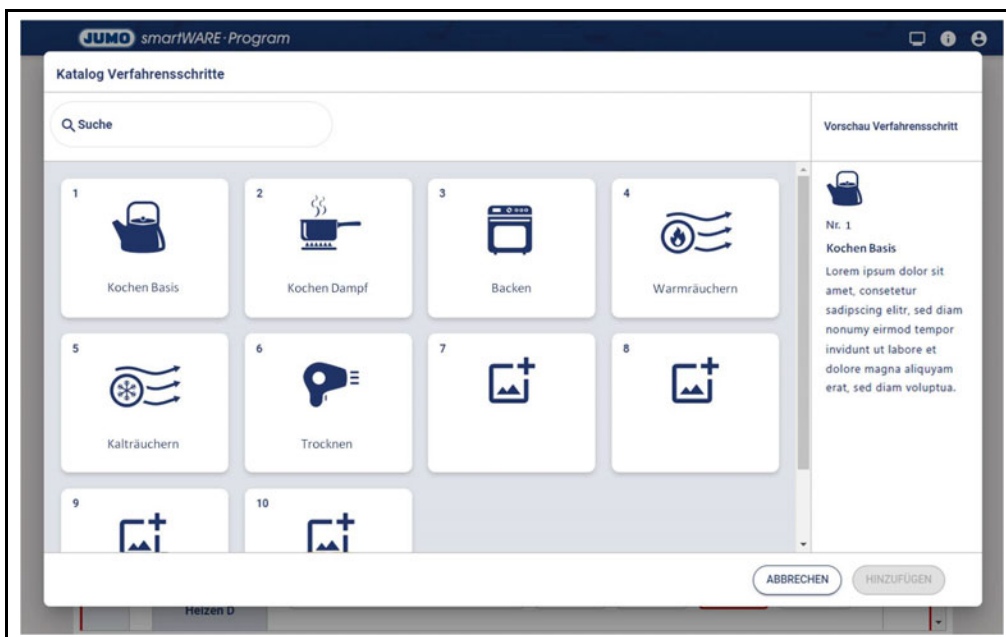 JUMO smartWARE·Program
Katalog Verfahrensschritte
Suche
Vorschau Verfahrensschritt
1
Kochen Basis
2
Kochen Dampf
3
Backen
4
Warmräuchern
5
Kalträuchern
6
Trocknen
7
8
9
10
Nr. 1
Kochen Basis
Lorem ipsum dolor sit
amet, consetetur
sadipscing elitr, sed diam
nonumy eirmod tempor
invidunt ut labore et
dolore magna aliquyam
erat, sed diam voluptua.
ABBRECHEN
HINZUFÜGEN
Heizen D